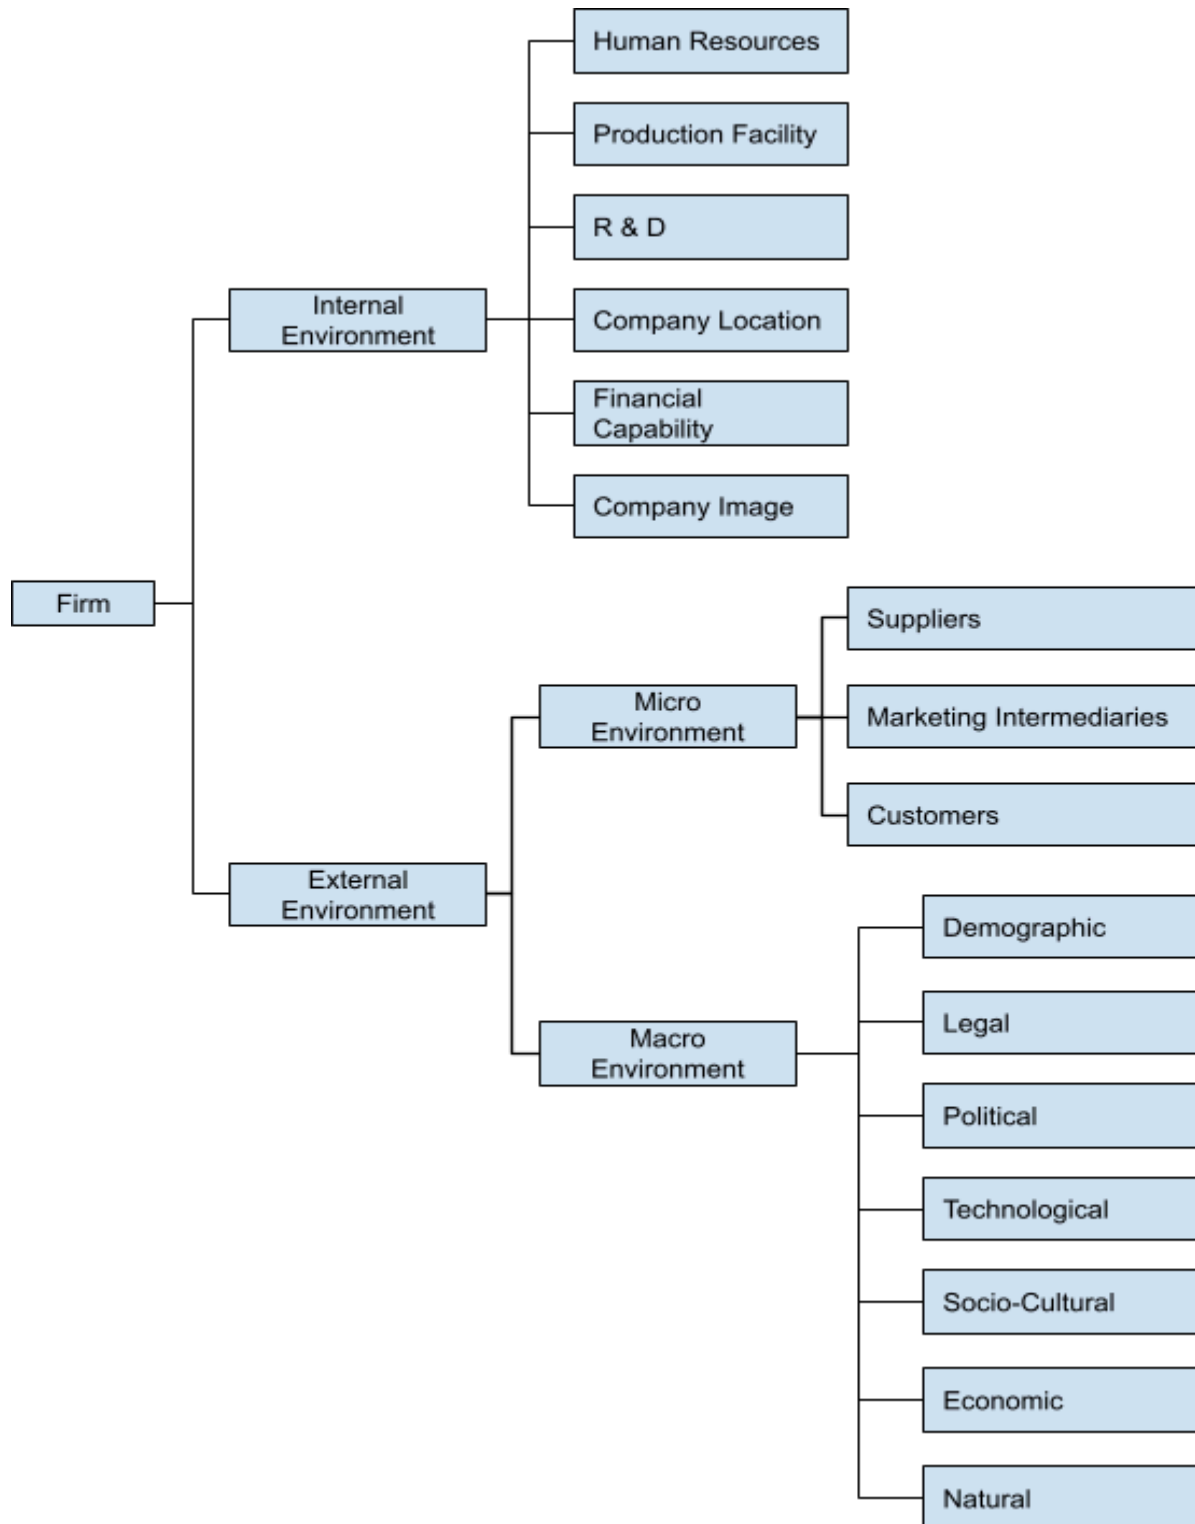 Human Resources
Production Facility
R & D
Internal
Environment
Company Location
Financial
Capability
Company Image
Firm
Suppliers
Micro
Environment
Marketing Intermediaries
Customers
External
Environment
Demographic
Legal
Macro
Environment
Political
Technological
Socio-Cultural
Economic
Natural